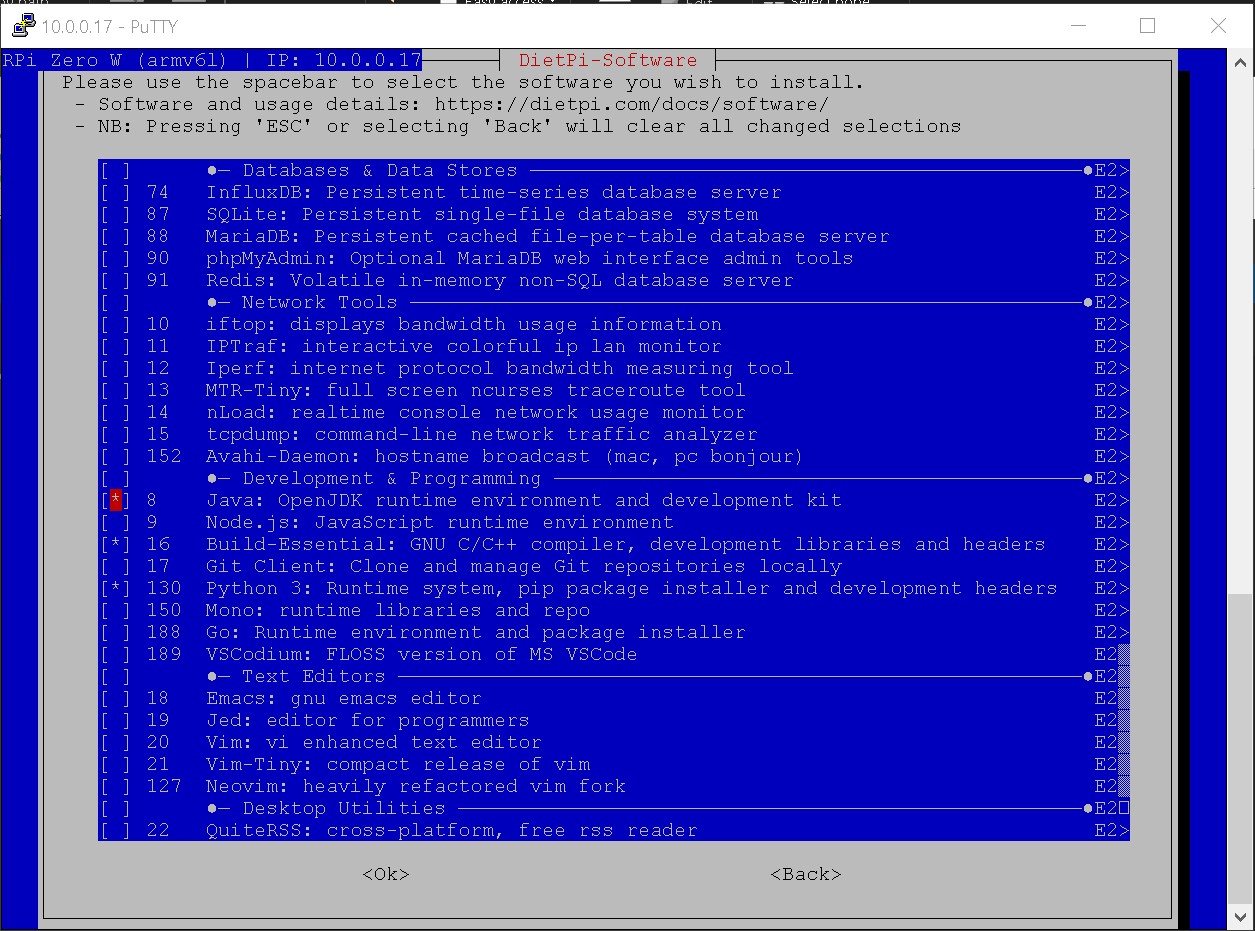 10.0.0.17 - PuTTY
RPi Zero W (armv6l) | IP: 10.0.0.17
DietPi-Software
Please use the spacebar to select the software you wish to install.
- Software and usage details: https://dietpi.com/docs/software/
- NB: Pressing 'ESC' or selecting 'Back' will clear all changed selections
[ ] ●─ Databases & Data Stores ─●E2>
[ ] 74 InfluxDB: Persistent time-series database server E2>
[ ] 87 SQLite: Persistent single-file database system E2>
[ ] 88 MariaDB: Persistent cached file-per-table database server E2>
[ ] 90 phpMyAdmin: Optional MariaDB web interface admin tools E2>
[ ] 91 Redis: Volatile in-memory non-SQL database server E2>
[ ] ●─ Network Tools ─●E2>
[ ] 10 iftop: displays bandwidth usage information E2>
[ ] 11 IPTraf: interactive colorful ip lan monitor E2>
[ ] 12 Iperf: internet protocol bandwidth measuring tool E2>
[ ] 13 MTR-Tiny: full screen ncurses traceroute tool E2>
[ ] 14 nLoad: realtime console network usage monitor E2>
[ ] 15 tcpdump: command-line network traffic analyzer E2>
[ ] 152 Avahi-Daemon: hostname broadcast (mac, pc bonjour) E2>
[ ] ●─ Development & Programming ─●E2>
[*] 8 Java: OpenJDK runtime environment and development kit E2>
[ ] 9 Node.js: JavaScript runtime environment E2>
[*] 16 Build-Essential: GNU C/C++ compiler, development libraries and headers E2>
[ ] 17 Git Client: Clone and manage Git repositories locally E2>
[*] 130 Python 3: Runtime system, pip package installer and development headers E2>
[ ] 150 Mono: runtime libraries and repo E2>
[ ] 188 Go: Runtime environment and package installer E2>
[ ] 189 VSCodium: FLOSS version of MS VSCode E2
[ ] ●─ Text Editors ─●E2
[ ] 18 Emacs: gnu emacs editor E2
[ ] 19 Jed: editor for programmers E2
[ ] 20 Vim: vi enhanced text editor E2
[ ] 21 Vim-Tiny: compact release of vim E2
[ ] 127 Neovim: heavily refactored vim fork E2
[ ] ●─ Desktop Utilities ─●E2
[ ] 22 QuiteRSS: cross-platform, free rss reader E2>
<Ok> <Back>